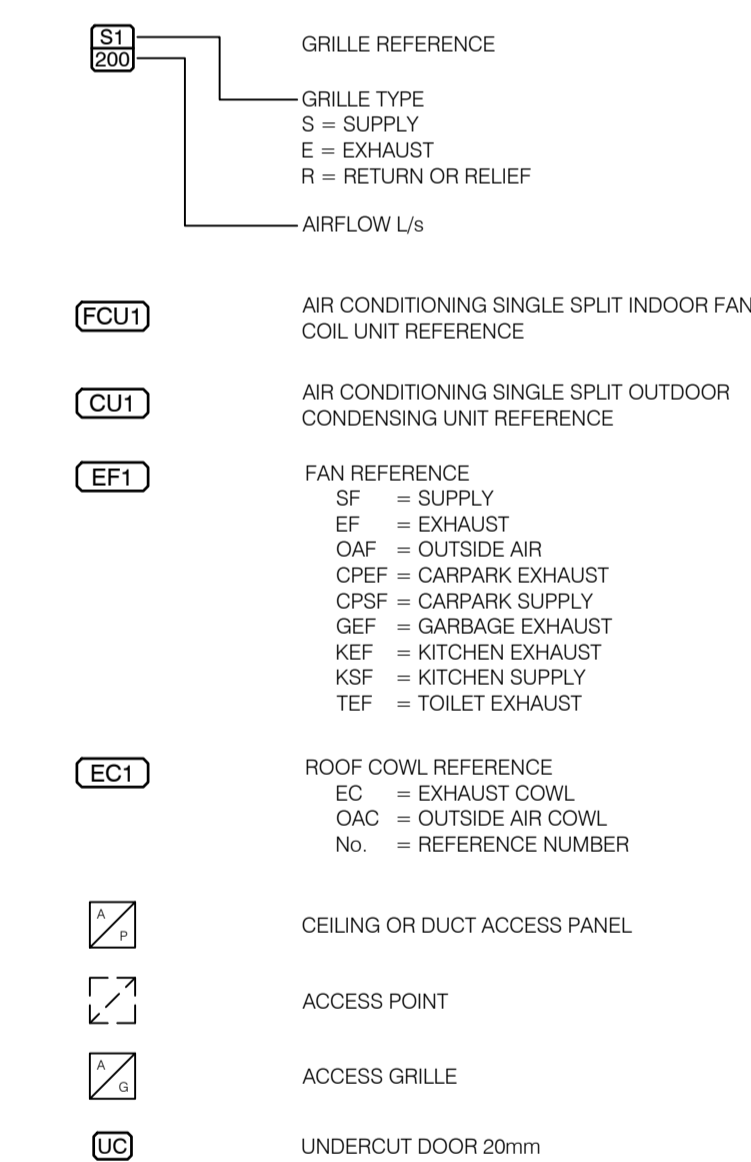 S1 GRILLE REFERENCE
200
GRILLE TYPE
S = SUPPLY
E = EXHAUST
R = RETURN OR RELIEF
AIRFLOW L/s
FCU1 AIR CONDITIONING SINGLE SPLIT INDOOR FAN
COIL UNIT REFERENCE
CU1 AIR CONDITIONING SINGLE SPLIT OUTDOOR
CONDENSING UNIT REFERENCE
EF1 FAN REFERENCE
SF = SUPPLY
EF = EXHAUST
OAF = OUTSIDE AIR
CPEF = CARPARK EXHAUST
CPSF = CARPARK SUPPLY
GEF = GARBAGE EXHAUST
KEF = KITCHEN EXHAUST
KSF = KITCHEN SUPPLY
TEF = TOILET EXHAUST
EC1 ROOF COWL REFERENCE
EC = EXHAUST COWL
OAC = OUTSIDE AIR COWL
No. = REFERENCE NUMBER
A P CEILING OR DUCT ACCESS PANEL
ACCESS POINT
A G ACCESS GRILLE
UC UNDERCUT DOOR 20mm